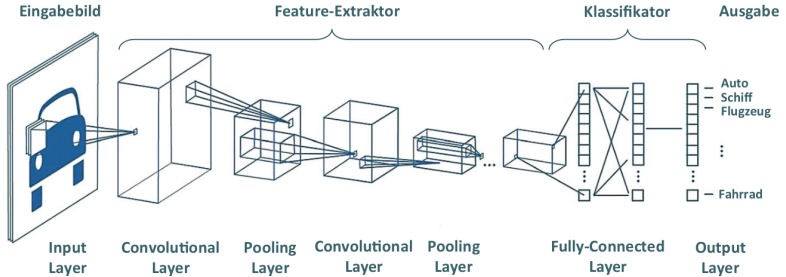 Eingabebild
Feature-Extraktor
Klassifikator
Ausgabe
Auto
Schiff
Flugzeug
...
Fahrrad
Input
Layer
Convolutional
Layer
Pooling
Layer
Convolutional
Layer
Pooling
Layer
Fully-Connected
Layer
Output
Layer